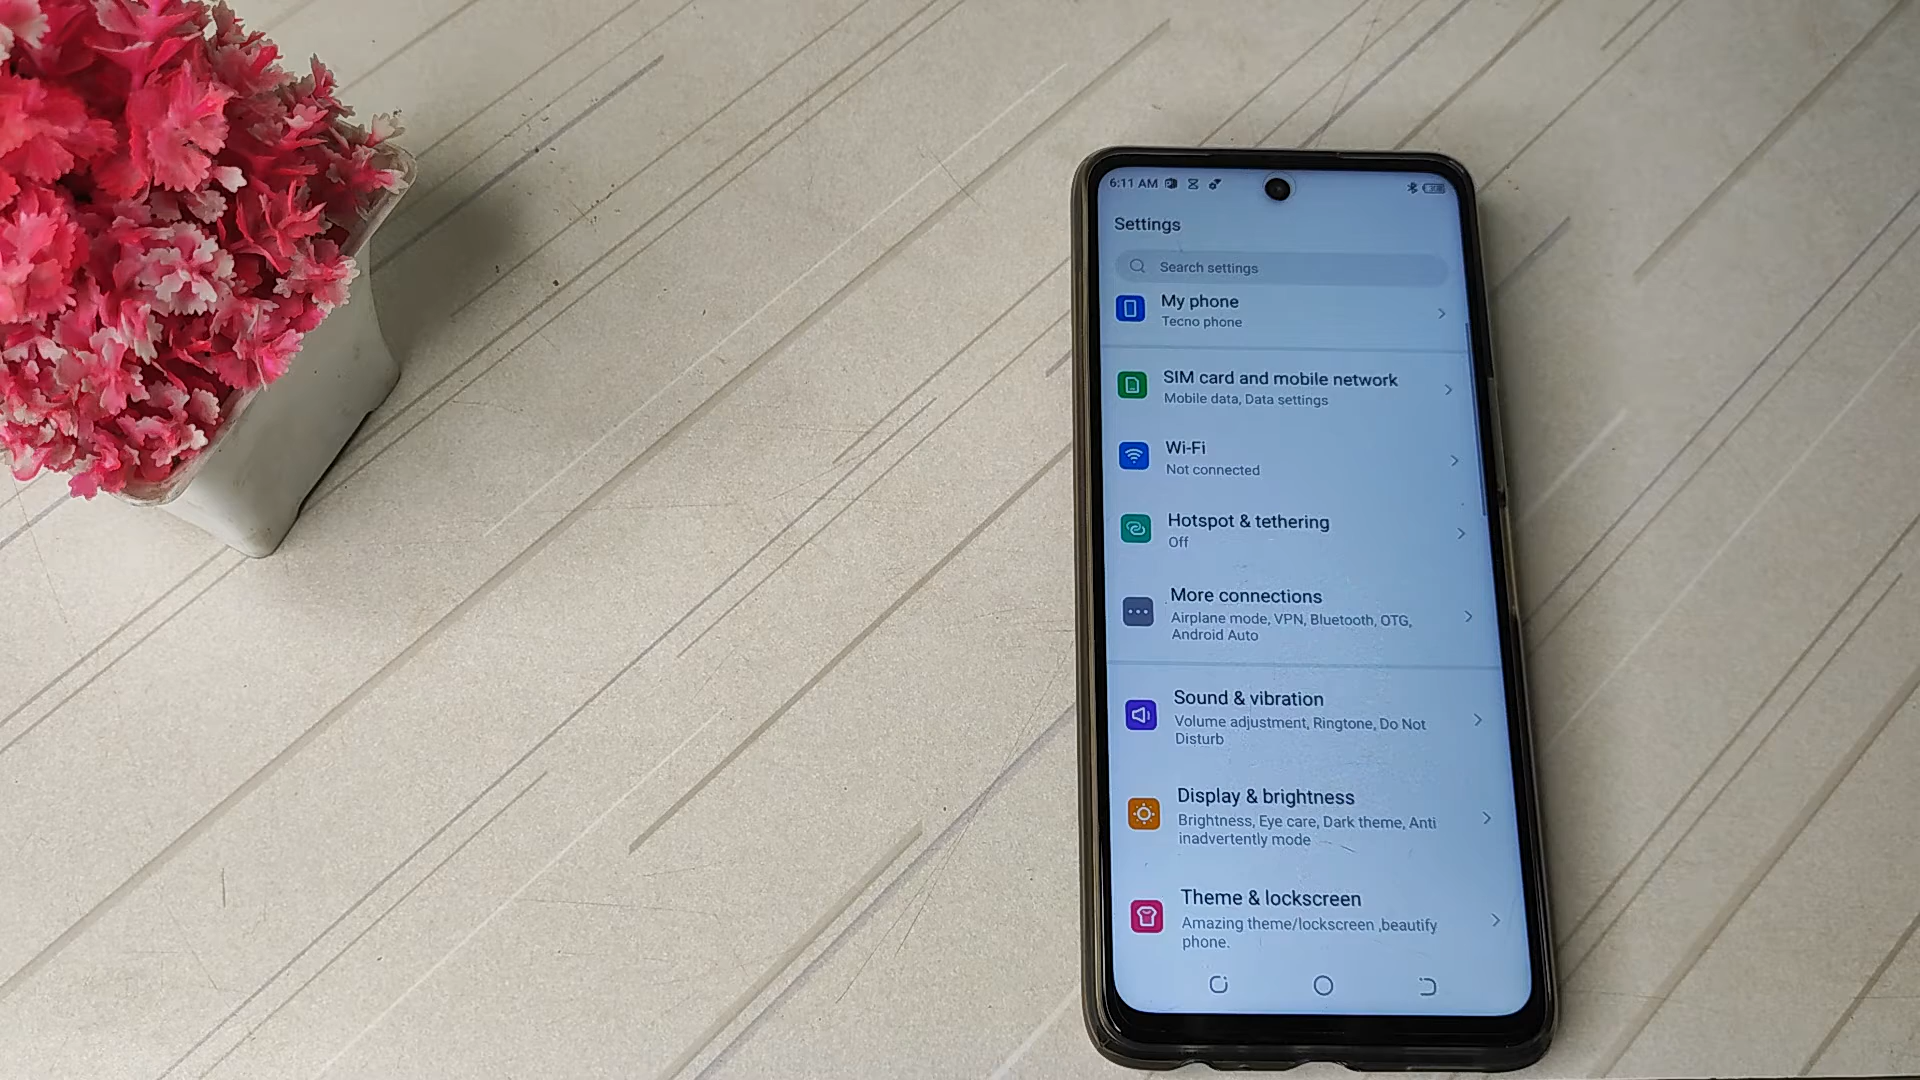 6:11 AM
Settings
Search settings
My phone
Tecno phone
SIM card and mobile network
Mobile data, Data settings
Wi-Fi
Not connected
Hotspot & tethering
Off
More connections
Airplane mode, VPN, Bluetooth, OTG,
Android Auto
Sound & vibration
Volume adjustment, Ringtone, Do Not
Disturb
Display & brightness
Brightness, Eye care, Dark theme, Anti
inadvertently mode
Theme & lockscreen
Amazing theme/lockscreen ,beautify
phone.